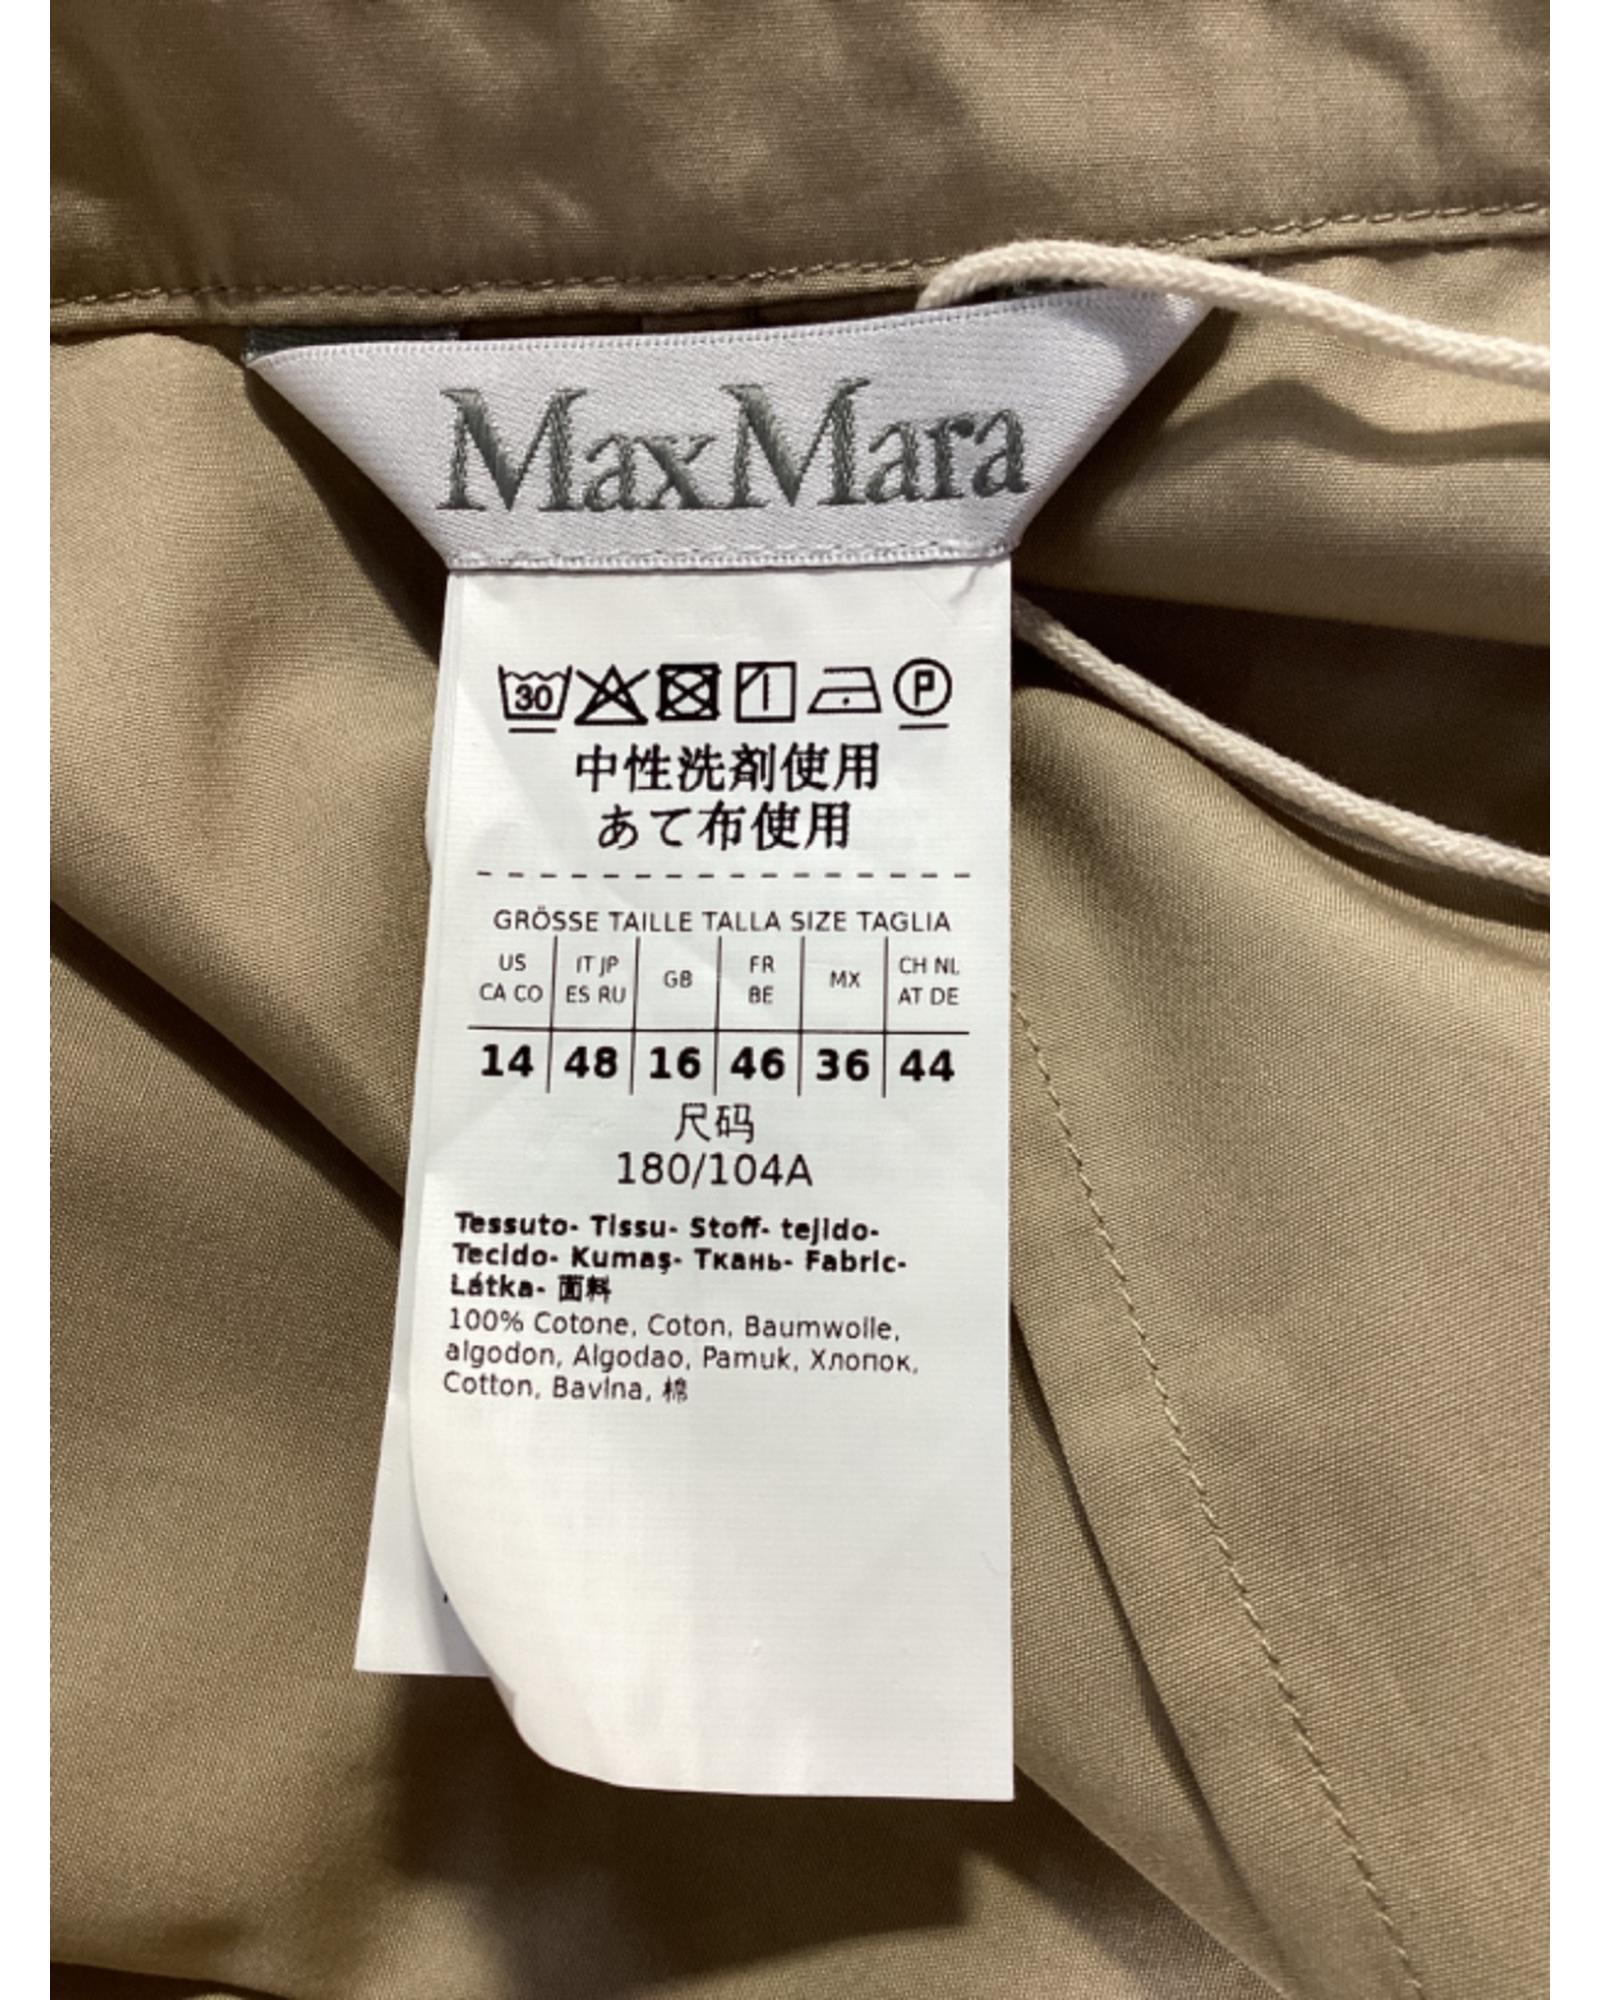 MaxMara
30 P
中性洗剤使用
あて布使用
GRÖSSE TAILLE TALLA SIZE TAGLIA
US IT JP GB FR MX CH NL
CA CO ES RU BE AT DE
14 48 16 46 36 44
尺码
180/104A
Tessuto- Tissu- Stoff- tejido-
Tecido- Kumaş- Ткань- Fabric-
Látka- 面料
100% Cotone, Coton, Baumwolle,
algodon, Algodao, Pamuk, Хлопок,
Cotton, Bavlna, 棉